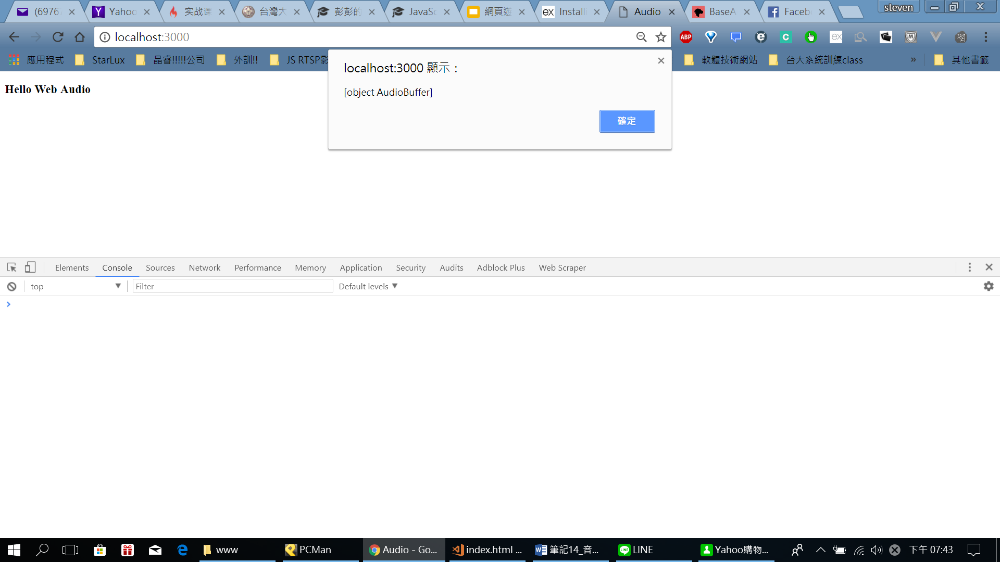 (6976
Yahoo
实战课
台灣大
彭彭的
JavaSc
網頁遊
Installi
Audio
BaseA
Faceb
steven
localhost:3000
應用程式
StarLux
晶睿!!!!!公司
外訓!!
JS RTSP影
軟體技術網站
台大系統訓練class
»
其他書籤
localhost:3000 顯示：
[object AudioBuffer]
確定
Hello Web Audio
Elements Console Sources Network Performance Memory Application Security Audits Adblock Plus Web Scraper
top Filter Default levels
www
PCMan
Audio - Go...
index.html ...
筆記14_音...
LINE
Yahoo購物...
下午 07:43